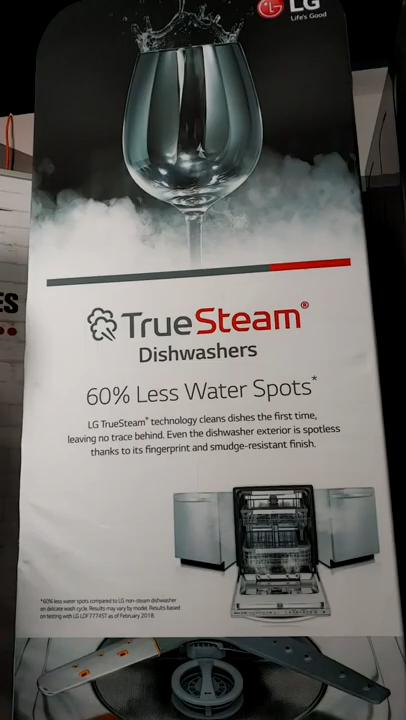 LG
Life's Good
TrueSteam®
Dishwashers
60% Less Water Spots*
LG TrueSteam® technology cleans dishes the first time,
leaving no trace behind. Even the dishwasher exterior is spotless
thanks to its fingerprint and smudge-resistant finish.
*60% less water spots compared to LG non-steam dishwasher
on delicate wash cycle. Results may vary by model. Results based
on testing with LG LDF7774ST as of February 2018.
ES